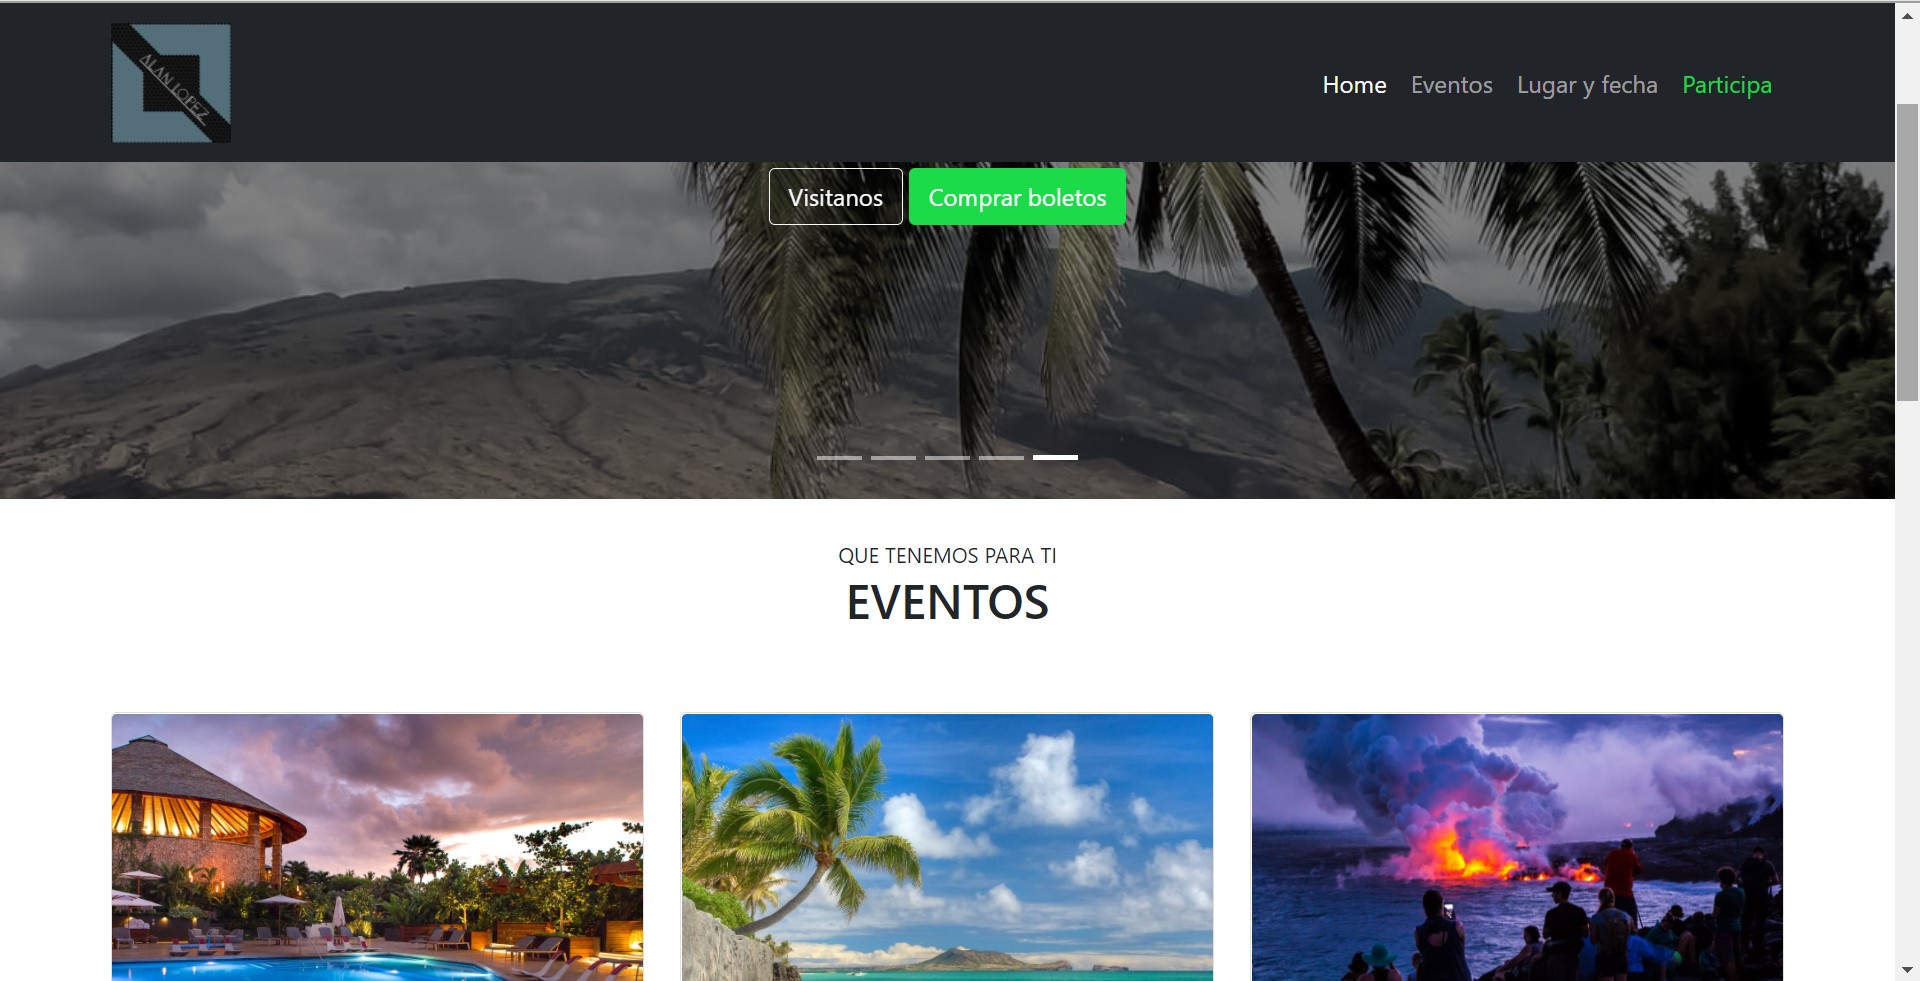 ALAN LOPEZ
Home Eventos Lugar y fecha Participa
Visitanos Comprar boletos
QUE TENEMOS PARA TI
EVENTOS